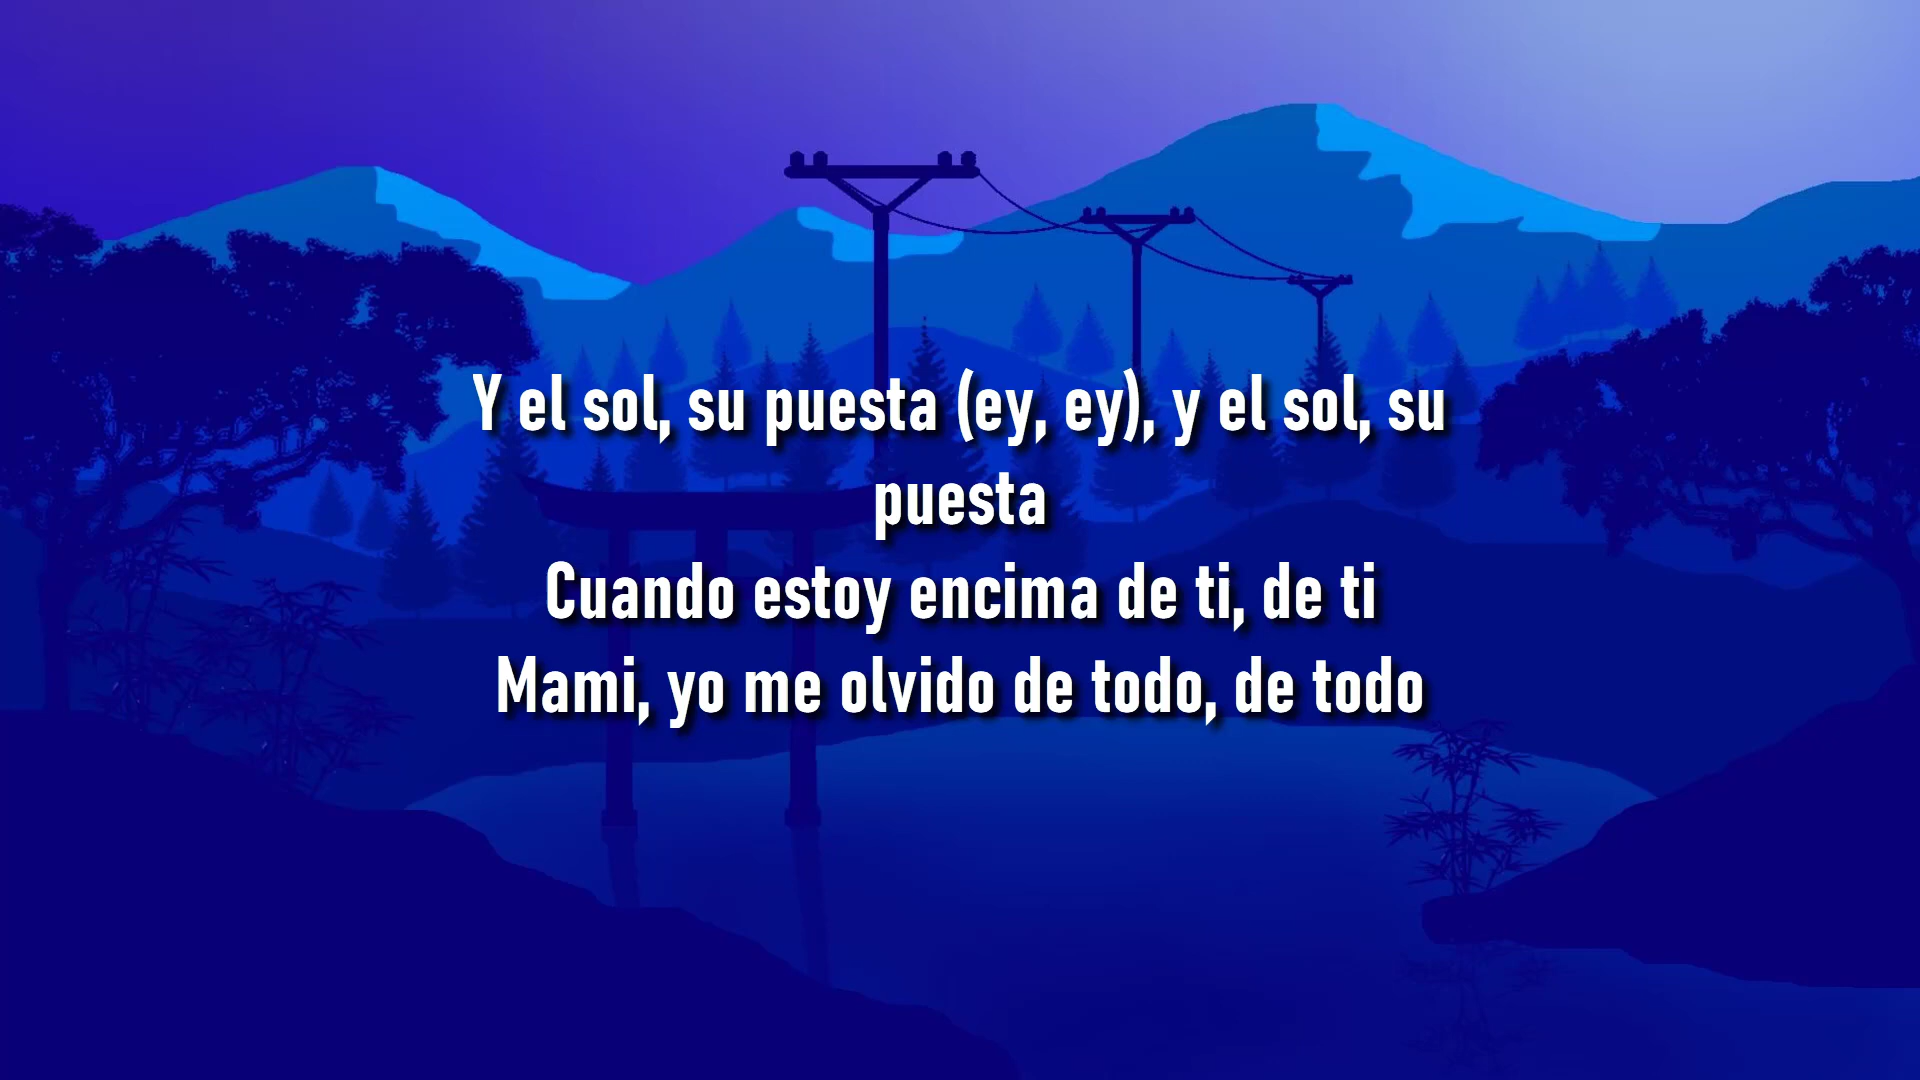 Y el sol, su puesta (ey, ey), y el sol, su
puesta
Cuando estoy encima de ti, de ti
Mami, yo me olvido de todo, de todo